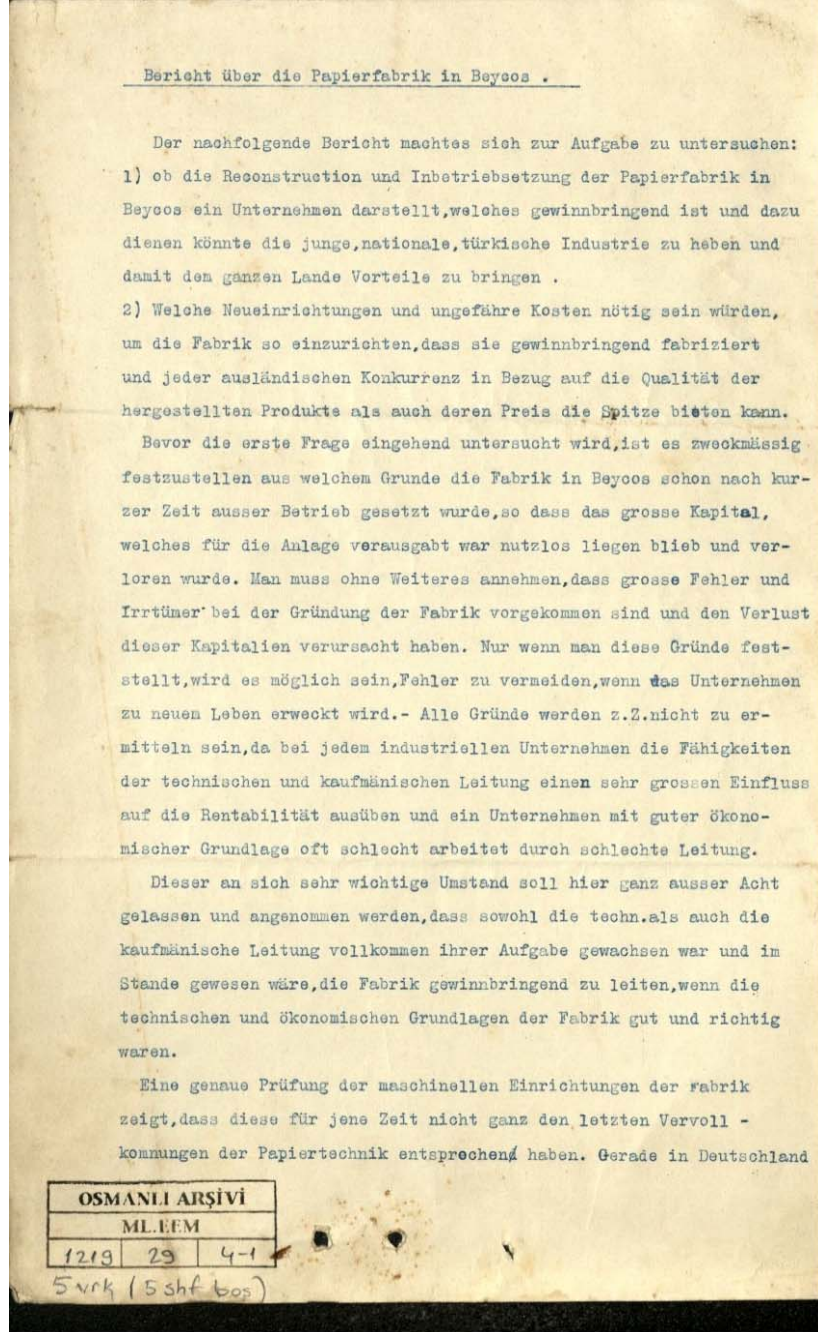 Bericht über die Papierfabrik in Beycos .
Der nachfolgende Bericht machtes sich zur Aufgabe zu untersuchen:
1) ob die Reconstruction und Inbetriebsetzung der Papierfabrik in
Beycos ein Unternehmen darstellt,welches gewinnbringend ist und dazu
dienen könnte die junge,nationale,türkische Industrie zu heben und
damit dem ganzen Lande Vorteile zu bringen .
2) Welche Neueinrichtungen und ungefähre Kosten nötig sein würden,
um die Fabrik so einzurichten,dass sie gewinnbringend fabriziert
und jeder ausländischen Konkurrenz in Bezug auf die Qualität der
hergestellten Produkte als auch deren Preis die Spitze bieten kann.
Bevor die erste Frage eingehend untersucht wird,ist es zweckmässig
festzustellen aus welchem Grunde die Fabrik in Beycos schon nach kur-
zer Zeit ausser Betrieb gesetzt wurde,so dass das grosse Kapital,
welches für die Anlage verausgabt war nutzlos liegen blieb und ver-
loren wurde. Man muss ohne Weiteres annehmen,dass grosse Fehler und
Irrtümer bei der Gründung der Fabrik vorgekommen sind und den Verlust
dieser Kapitalien verursacht haben. Nur wenn man diese Gründe fest-
stellt,wird es möglich sein,Fehler zu vermeiden,wenn das Unternehmen
zu neuem Leben erweckt wird.- Alle Gründe werden z.Z.nicht zu er-
mitteln sein,da bei jedem industriellen Unternehmen die Fähigkeiten
der technischen und kaufmänischen Leitung einen sehr grossen Einfluss
auf die Rentabilität ausüben und ein Unternehmen mit guter ökono-
mischer Grundlage oft schlecht arbeitet durch schlechte Leitung.
Dieser an sich sehr wichtige Umstand soll hier ganz ausser Acht
gelassen und angenommen werden,dass sowohl die techn.als auch die
kaufmänische Leitung vollkommen ihrer Aufgabe gewachsen war und im
Stande gewesen wäre,die Fabrik gewinnbringend zu leiten,wenn die
technischen und ökonomischen Grundlagen der Fabrik gut und richtig
waren.
Eine genaue Prüfung der maschinellen Einrichtungen der Fabrik
zeigt,dass diese für jene Zeit nicht ganz den letzten Vervoll -
komnungen der Papiertechnik entsprechen haben. Gerade in Deutschland
OSMANLI ARŞİVİ
ML.EEM
1219 29 4-1
5 vrk (5 shf boş)